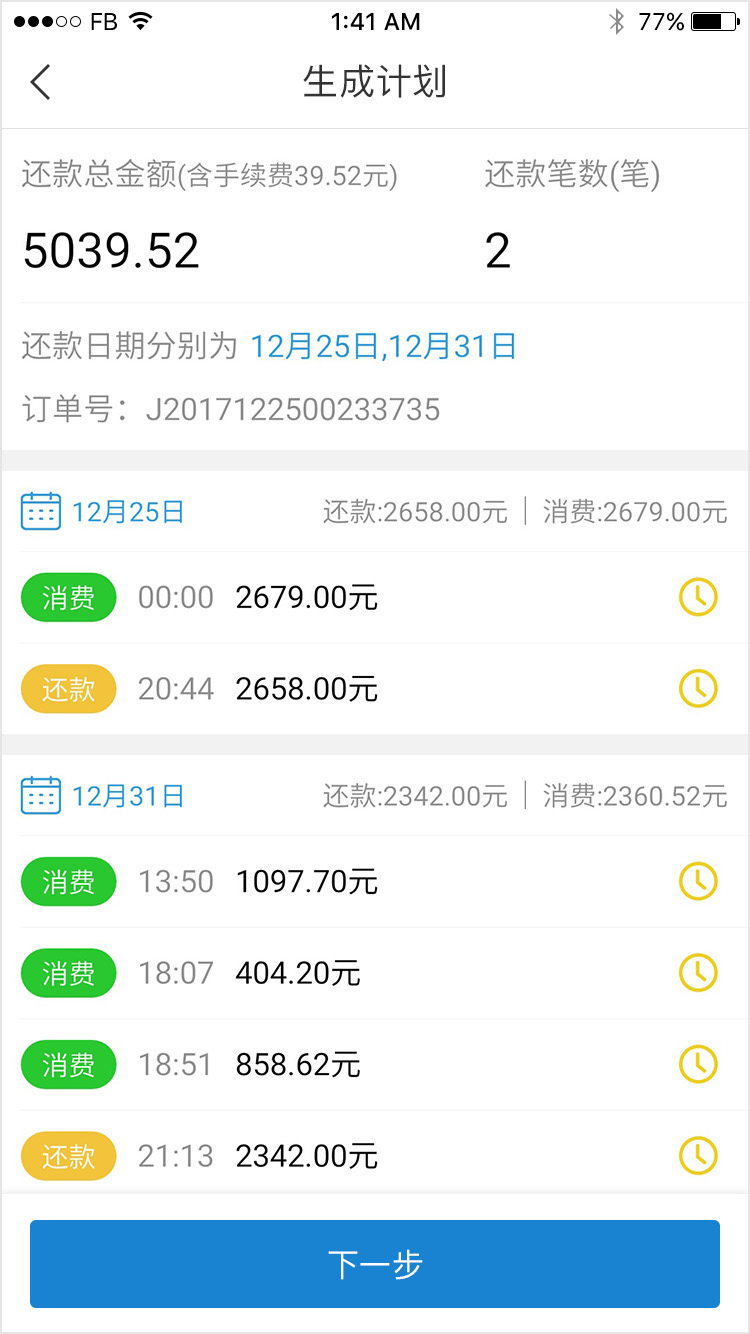 FB 1:41 AM 77%
生成计划
还款总金额(含手续费39.52元) 还款笔数(笔)
5039.52 2
还款日期分别为 12月25日,12月31日
订单号：J2017122500233735
12月25日 还款:2658.00元 | 消费:2679.00元
消费 00:00 2679.00元
还款 20:44 2658.00元
12月31日 还款:2342.00元 | 消费:2360.52元
消费 13:50 1097.70元
消费 18:07 404.20元
消费 18:51 858.62元
还款 21:13 2342.00元
下一步